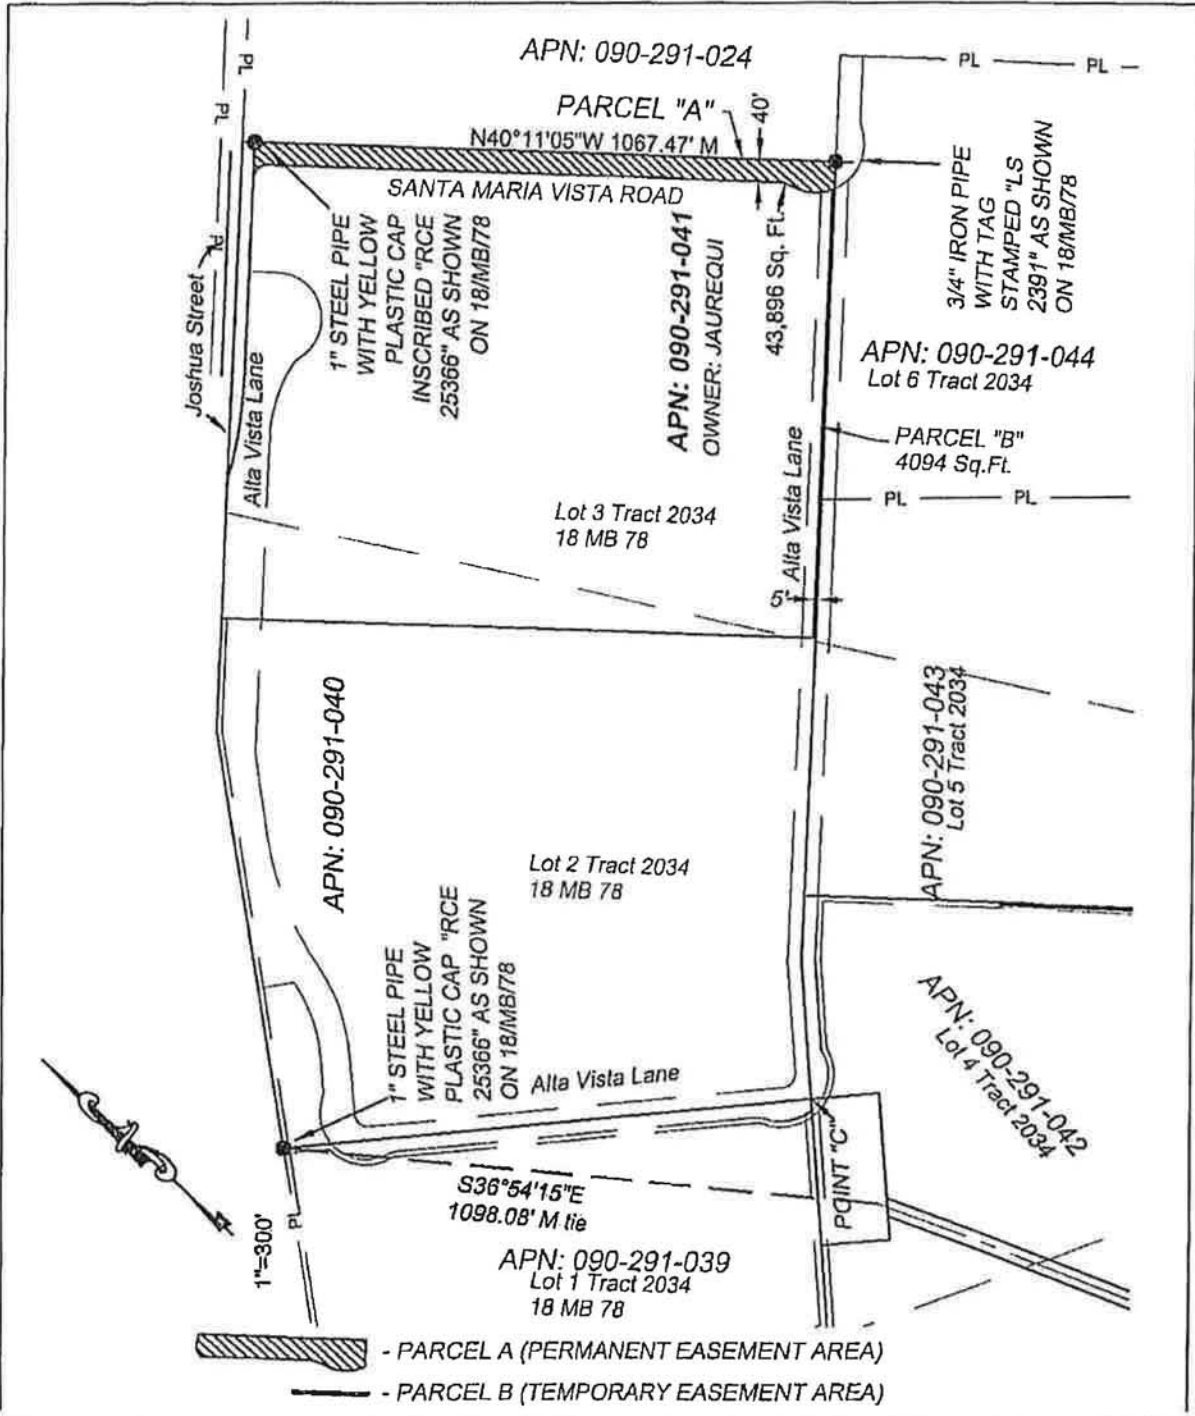 APN: 090-291-024
PL
PL
PL
PL
PL
PARCEL "A"
40'
N40°11'05"W 1067.47' M
SANTA MARIA VISTA ROAD
3/4" IRON PIPE
WITH TAG
STAMPED "LS
2391" AS SHOWN
ON 18/MB/78
1" STEEL PIPE
WITH YELLOW
PLASTIC CAP
INSCRIBED "RCE
25366" AS SHOWN
ON 18/MB/78
APN: 090-291-041
OWNER: JAUREQUI
43,896 Sq. Ft.
Joshua Street
Alta Vista Lane
APN: 090-291-044
Lot 6 Tract 2034
PARCEL "B"
4094 Sq.Ft.
PL
PL
Alta Vista Lane
Lot 3 Tract 2034
18 MB 78
5'
APN: 090-291-040
APN: 090-291-043
Lot 5 Tract 2034
Lot 2 Tract 2034
18 MB 78
1" STEEL PIPE
WITH YELLOW
PLASTIC CAP "RCE
25366" AS SHOWN
ON 18/MB/78
APN: 090-291-042
Lot 4 Tract 2034
Alta Vista Lane
POINT "C"
S36°54'15"E
1098.08' M tie
1"=300'
PL
APN: 090-291-039
Lot 1 Tract 2034
18 MB 78
- PARCEL A (PERMANENT EASEMENT AREA)
- PARCEL B (TEMPORARY EASEMENT AREA)